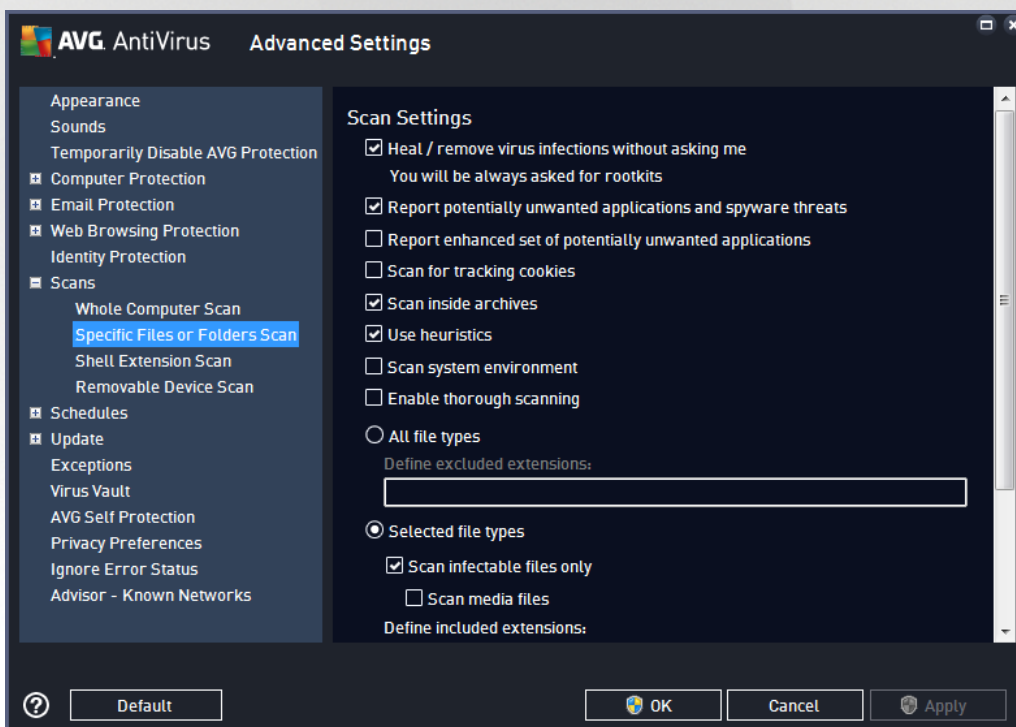 AVG. AntiVirus Advanced Settings
Appearance
Sounds
Temporarily Disable AVG Protection
Computer Protection
Email Protection
Web Browsing Protection
Identity Protection
Scans
Whole Computer Scan
Specific Files or Folders Scan
Shell Extension Scan
Removable Device Scan
Schedules
Update
Exceptions
Virus Vault
AVG Self Protection
Privacy Preferences
Ignore Error Status
Advisor - Known Networks
Scan Settings
Heal / remove virus infections without asking me
You will be always asked for rootkits
Report potentially unwanted applications and spyware threats
Report enhanced set of potentially unwanted applications
Scan for tracking cookies
Scan inside archives
Use heuristics
Scan system environment
Enable thorough scanning
All file types
Define excluded extensions:
Selected file types
Scan infectable files only
Scan media files
Define included extensions:
? Default OK Cancel Apply